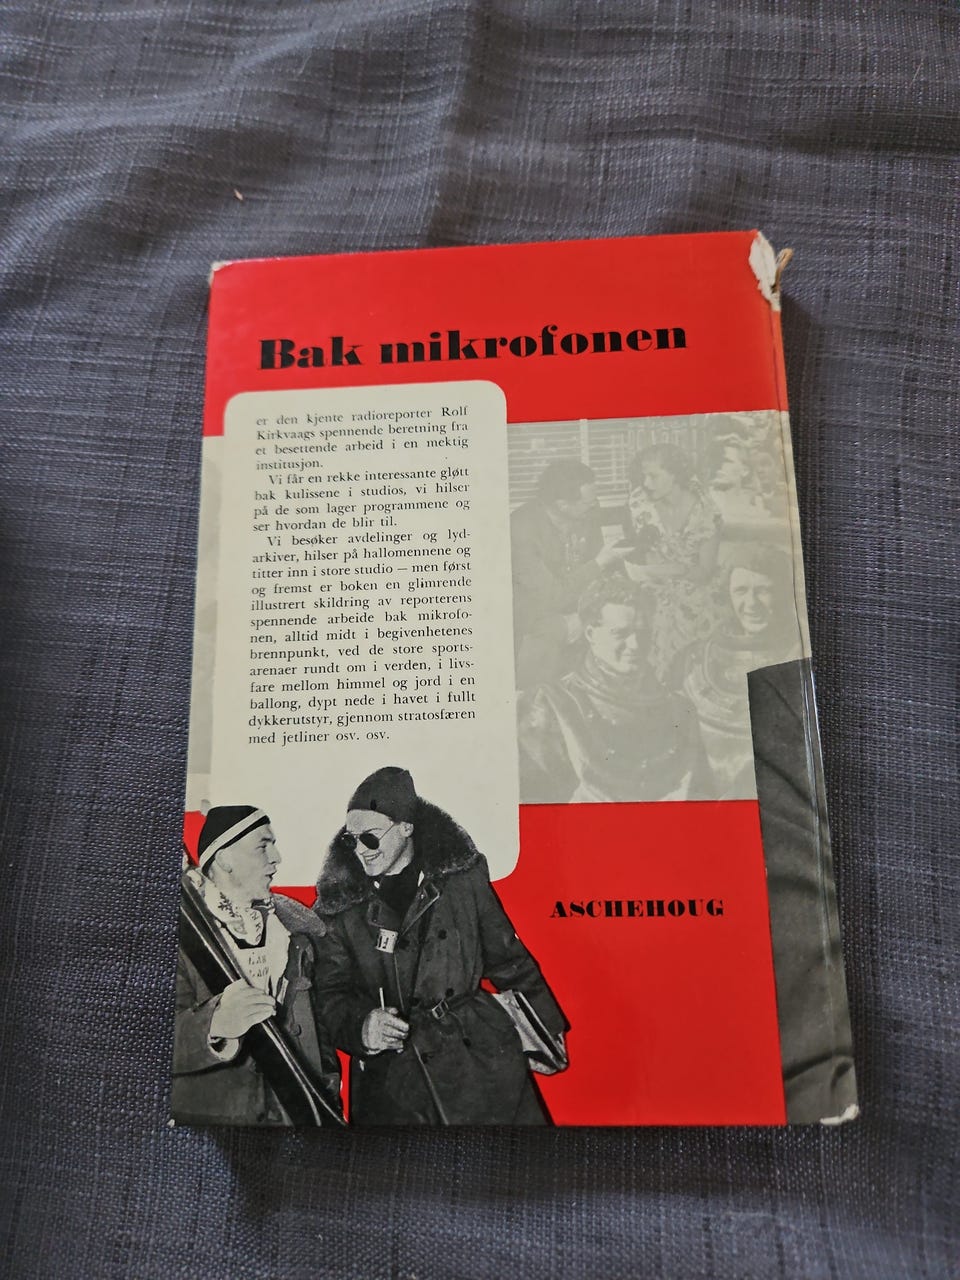 Bak mikrofonen
er den kjente radioreporter Rolf
Kirkvaags spennende beretning fra
et besettende arbeid i en mektig
institusjon.
Vi får en rekke interessante gløtt
bak kulissene i studios, vi hilser
på de som lager programmene og
ser hvordan de blir til.
Vi besøker avdelinger og lyd-
arkiver, hilser på hallomennene og
titter inn i store studio — men først
og fremst er boken en glimrende
illustrert skildring av reporterens
spennende arbeide bak mikrofo-
nen, alltid midt i begivenhetenes
brennpunkt, ved de store sports-
arenaer rundt om i verden, i livs-
fare mellom himmel og jord i en
ballong, dypt nede i havet i fullt
dykkerutstyr, gjennom stratosfæren
med jetliner osv. osv.
ASCHEHOUG